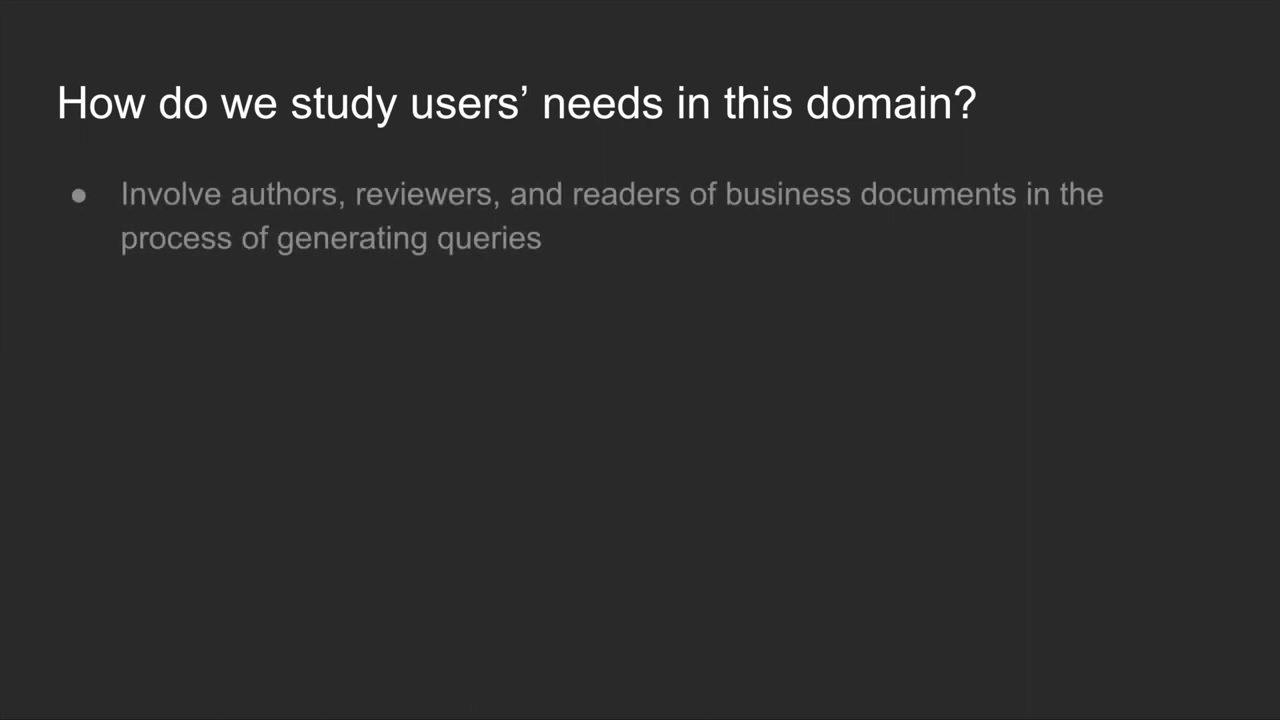 How do we study users’ needs in this domain?
● Involve authors, reviewers, and readers of business documents in the
process of generating queries